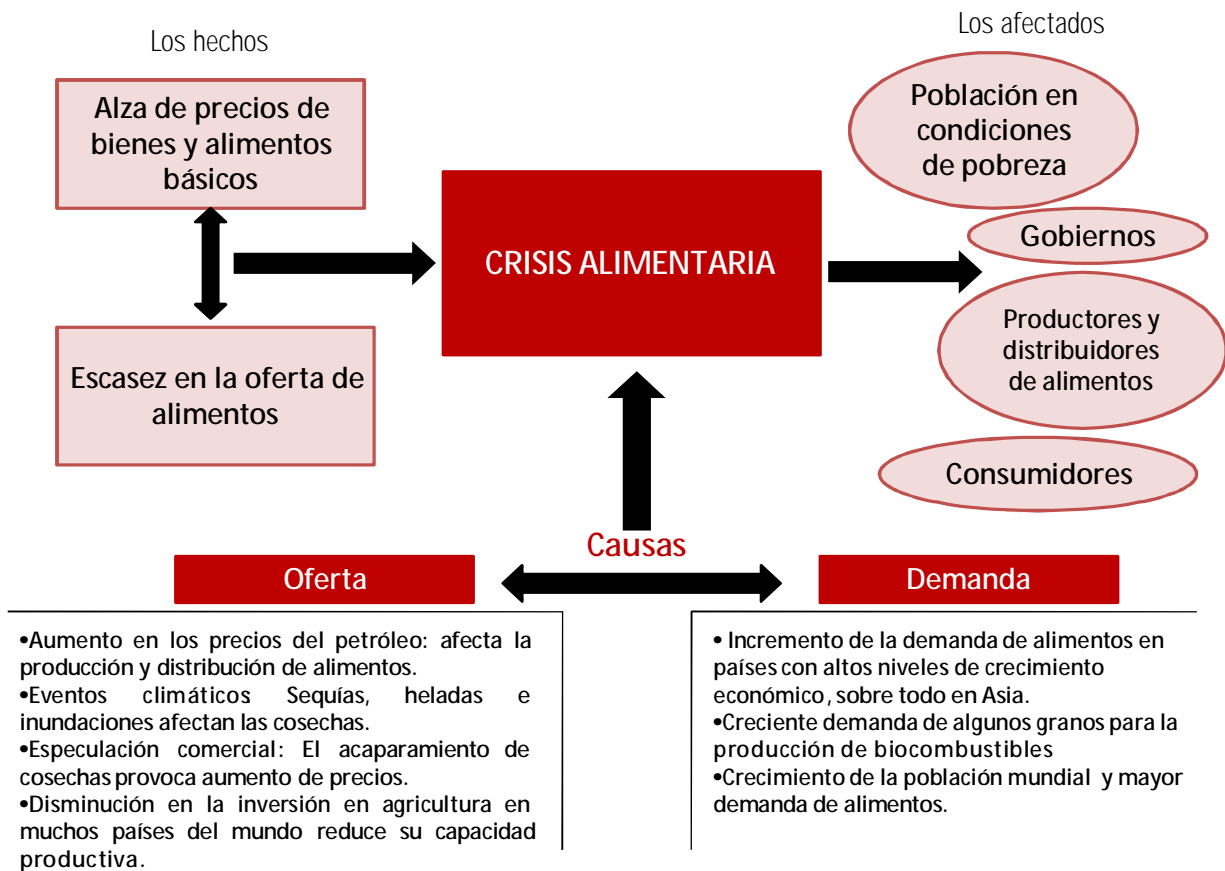 Los hechos
Alza de precios de
bienes y alimentos
básicos
Escasez en la oferta de
alimentos
CRISIS ALIMENTARIA
Los afectados
Población en
condiciones
de pobreza
Gobiernos
Productores y
distribuidores
de alimentos
Consumidores
Causas
Oferta
•Aumento en los precios del petróleo: afecta la
producción y distribución de alimentos.
•Eventos climáticos Sequías, heladas e
inundaciones afectan las cosechas.
•Especulación comercial: El acaparamiento de
cosechas provoca aumento de precios.
•Disminución en la inversión en agricultura en
muchos países del mundo reduce su capacidad
productiva.
Demanda
• Incremento de la demanda de alimentos en
países con altos niveles de crecimiento
económico, sobre todo en Asia.
•Creciente demanda de algunos granos para la
producción de biocombustibles
•Crecimiento de la población mundial y mayor
demanda de alimentos.